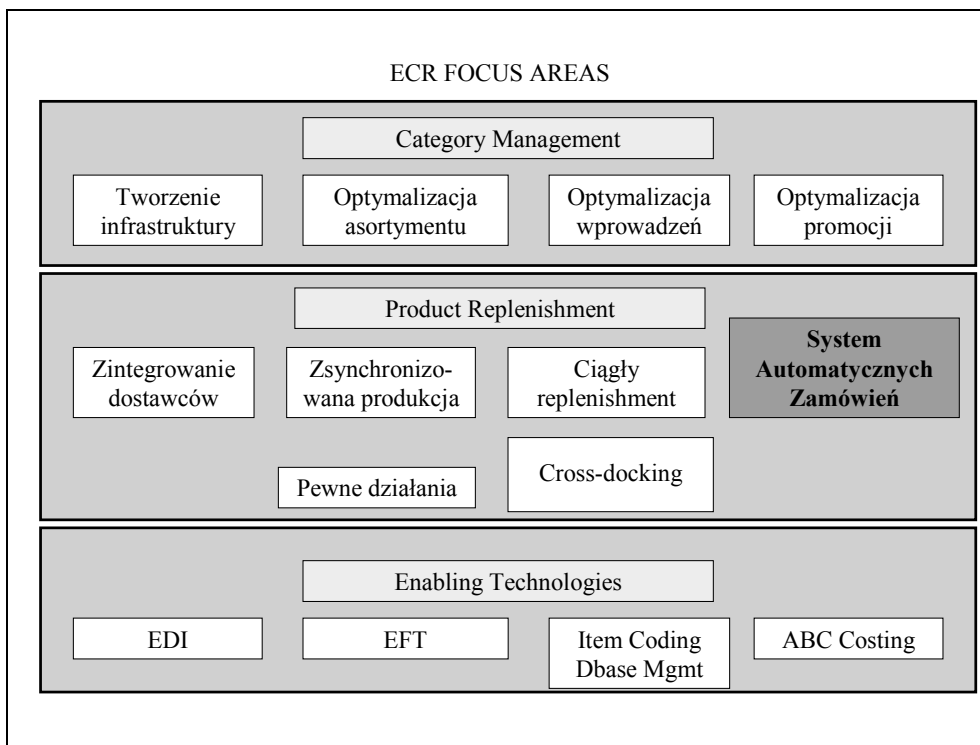 ECR FOCUS AREAS
Category Management
Tworzenie
infrastruktury
Optymalizacja
asortymentu
Optymalizacja
wprowadzeń
Optymalizacja
promocji
Product Replenishment
Zintegrowanie
dostawców
Zsynchronizo-
wana produkcja
Ciągły
replenishment
System
Automatycznych
Zamówień
Pewne działania
Cross-docking
Enabling Technologies
EDI
EFT
Item Coding
Dbase Mgmt
ABC Costing